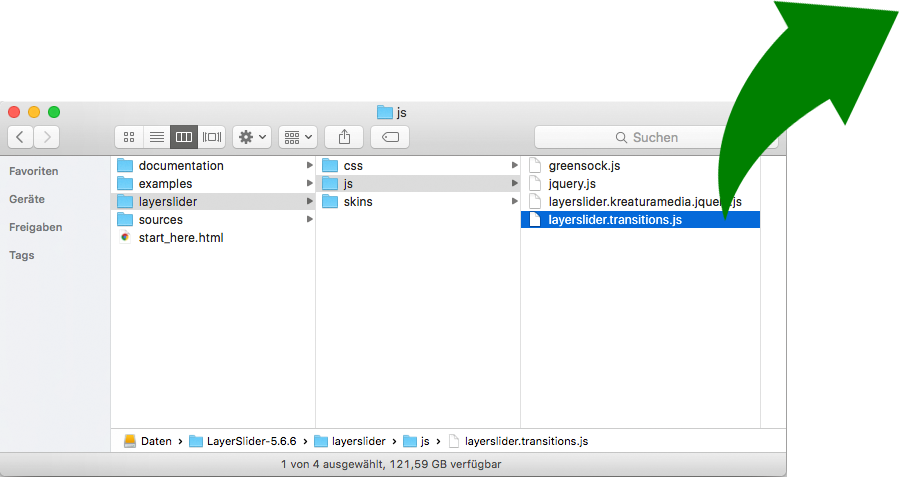 js
Suchen
Favoriten
Geräte
Freigaben
Tags
documentation
examples
layerslider
sources
start_here.html
css
js
skins
greensock.js
jquery.js
layerslider.kreaturamedia.jquery.js
layerslider.transitions.js
Daten › LayerSlider-5.6.6 › layerslider › js › layerslider.transitions.js
1 von 4 ausgewählt, 121,59 GB verfügbar